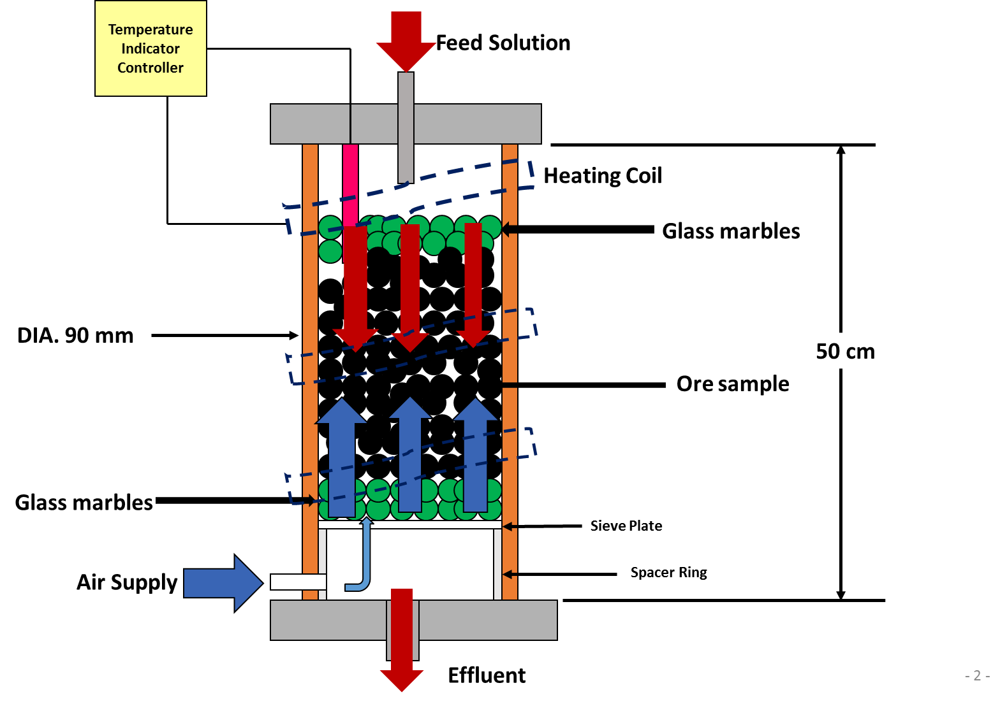 Temperature
Indicator
Controller
Feed Solution
Heating Coil
Glass marbles
DIA. 90 mm
50 cm
Ore sample
Glass marbles
Sieve Plate
Spacer Ring
Air Supply
Effluent
- 2 -